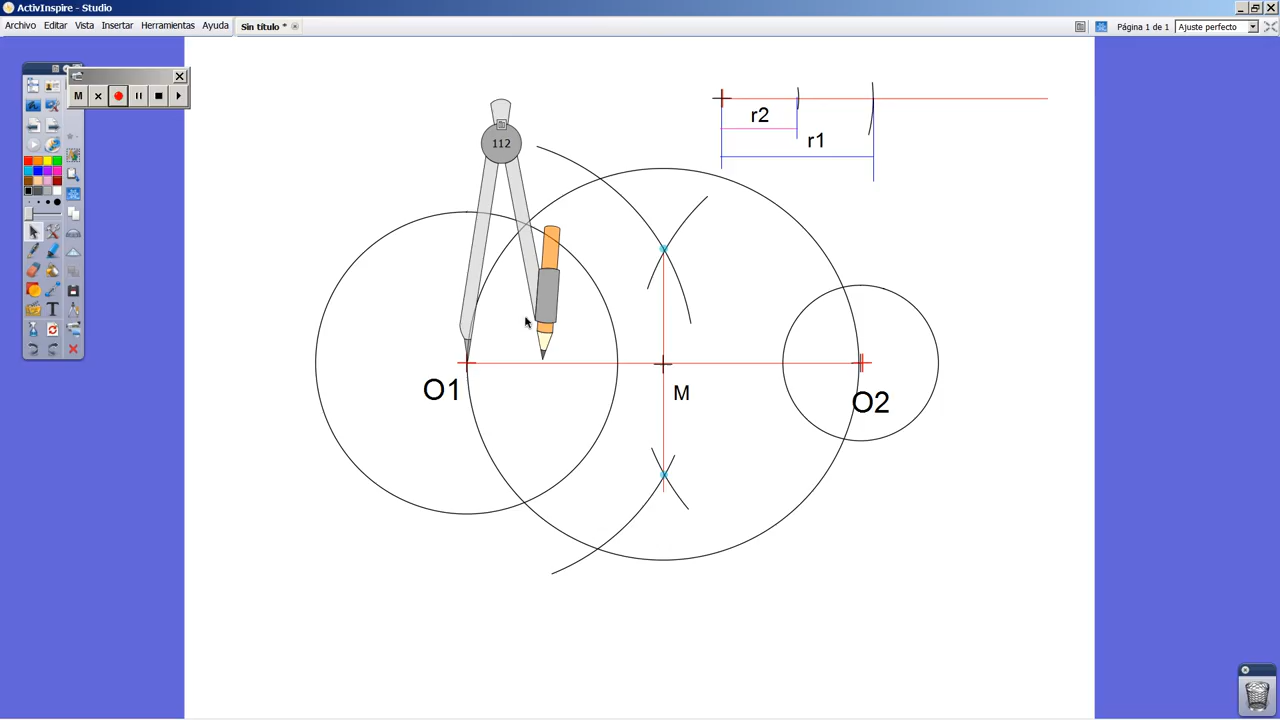 ActivInspire - Studio
Archivo Editar Vista Insertar Herramientas Ayuda Sin título * Página 1 de 1 Ajuste perfecto
M
112
r2
r1
O1
M
O2